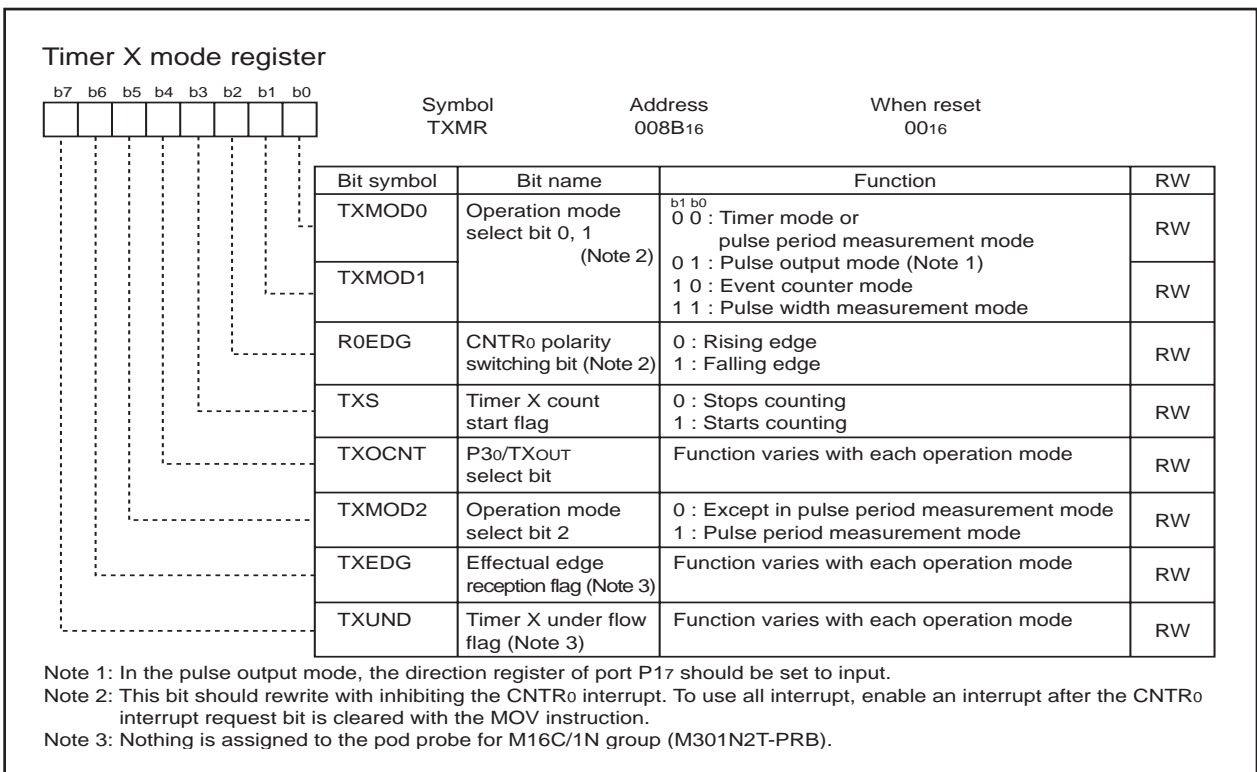 Timer X mode register
b7 b6 b5 b4 b3 b2 b1 b0
Symbol Address When reset
TXMR 008B16 0016
Bit symbol Bit name Function RW
TXMOD0 Operation mode select bit 0, 1 (Note 2) RW
b1 b0
0 0 : Timer mode or
pulse period measurement mode
0 1 : Pulse output mode (Note 1)
TXMOD1 1 0 : Event counter mode RW
1 1 : Pulse width measurement mode
R0EDG CNTR0 polarity 0 : Rising edge RW
switching bit (Note 2) 1 : Falling edge
TXS Timer X count 0 : Stops counting RW
start flag 1 : Starts counting
TXOCNT P30/TXOUT Function varies with each operation mode RW
select bit
TXMOD2 Operation mode 0 : Except in pulse period measurement mode RW
select bit 2 1 : Pulse period measurement mode
TXEDG Effectual edge Function varies with each operation mode RW
reception flag (Note 3)
TXUND Timer X under flow Function varies with each operation mode RW
flag (Note 3)
Note 1: In the pulse output mode, the direction register of port P17 should be set to input.
Note 2: This bit should rewrite with inhibiting the CNTR0 interrupt. To use all interrupt, enable an interrupt after the CNTR0
interrupt request bit is cleared with the MOV instruction.
Note 3: Nothing is assigned to the pod probe for M16C/1N group (M301N2T-PRB).